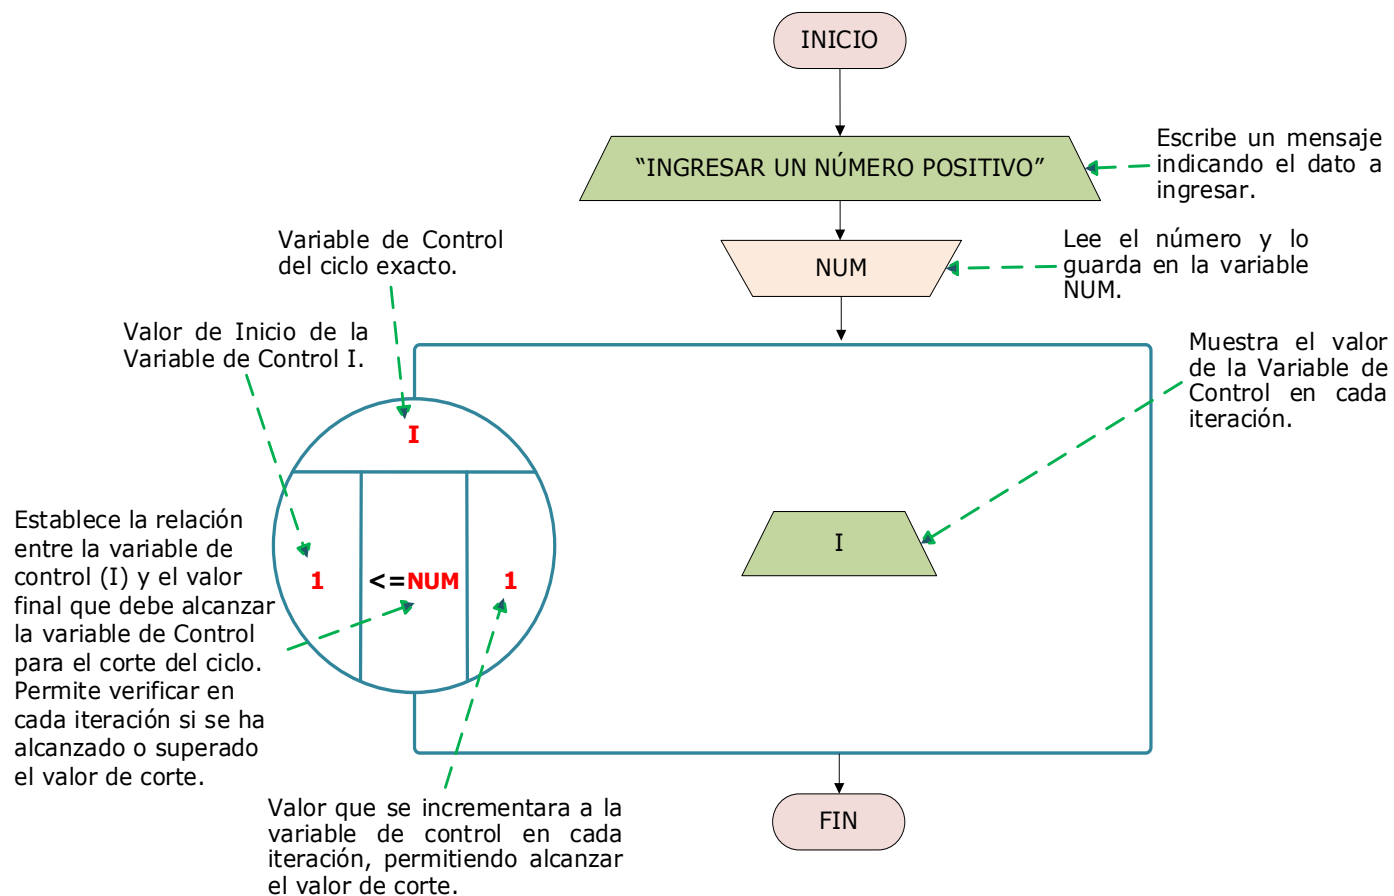 INICIO
“INGRESAR UN NÚMERO POSITIVO”
Escribe un mensaje
indicando el dato a
ingresar.
NUM
Lee el número y lo
guarda en la variable
NUM.
Variable de Control
del ciclo exacto.
Valor de Inicio de la
Variable de Control I.
Muestra el valor
de la Variable de
Control en cada
iteración.
I
Establece la relación
entre la variable de
control (I) y el valor
final que debe alcanzar
la variable de Control
para el corte del ciclo.
Permite verificar en
cada iteración si se ha
alcanzado o superado
el valor de corte.
1 <=NUM 1
I
Valor que se incrementara a la
variable de control en cada
iteración, permitiendo alcanzar
el valor de corte.
FIN